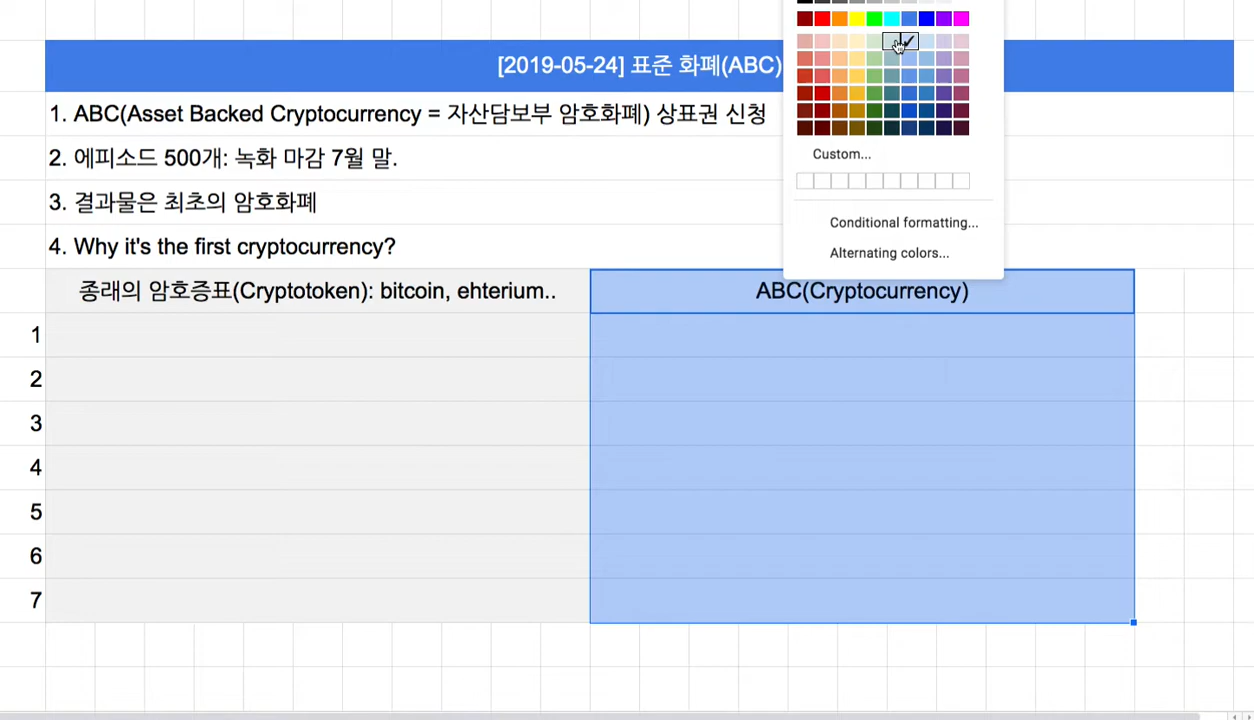 [2019-05-24] 표준 화폐(ABC)
1. ABC(Asset Backed Cryptocurrency = 자산담보부 암호화폐) 상표권 신청
2. 에피소드 500개: 녹화 마감 7월 말.
3. 결과물은 최초의 암호화폐
4. Why it's the first cryptocurrency?
Custom...
Conditional formatting...
Alternating colors...
종래의 암호증표(Cryptotoken): bitcoin, ehterium..
ABC(Cryptocurrency)
1
2
3
4
5
6
7